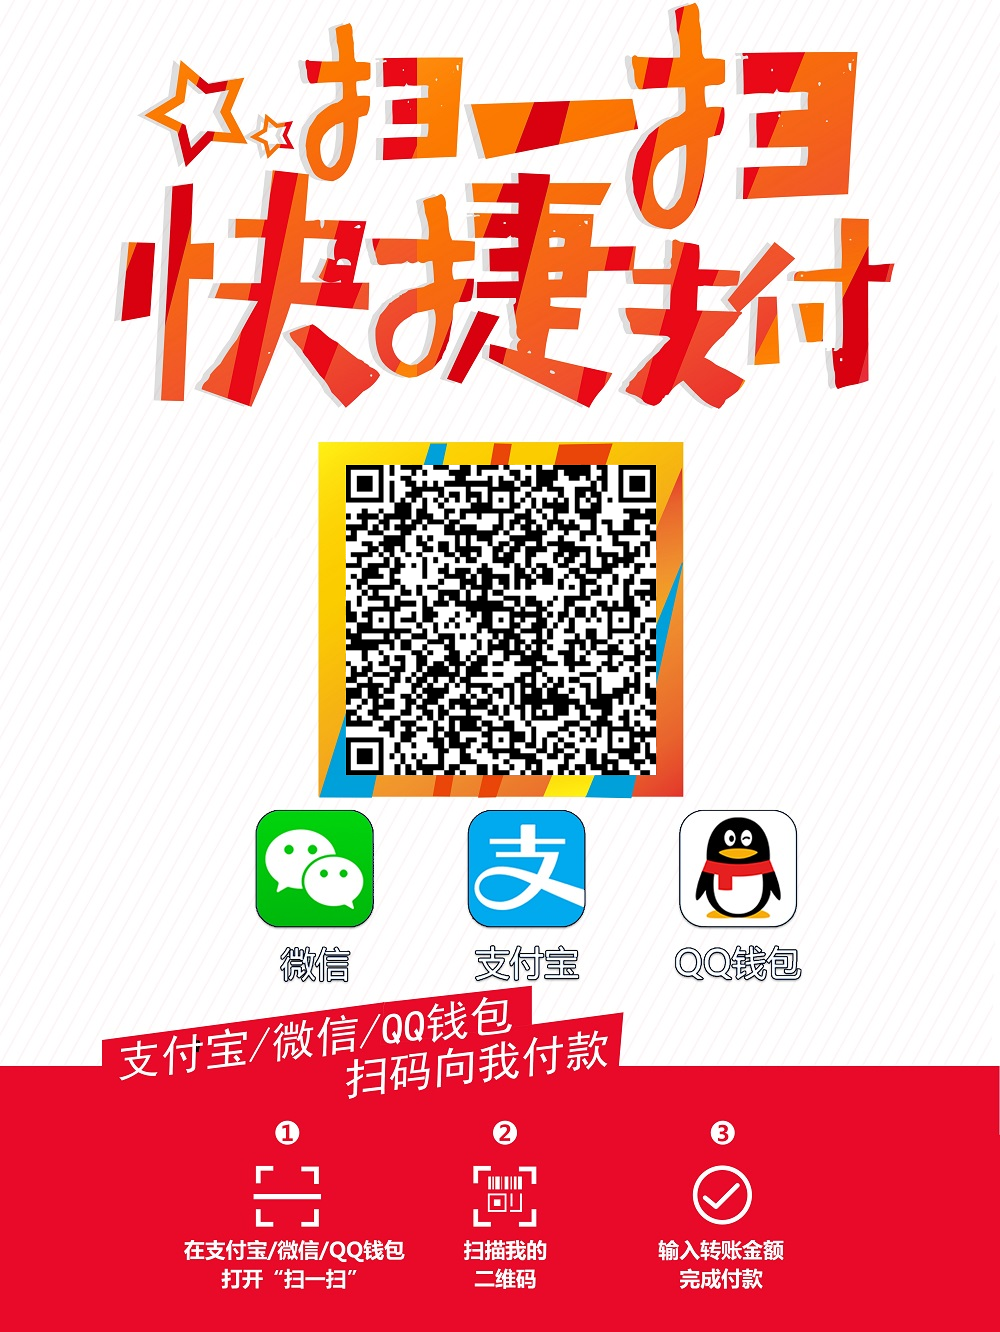 扫一扫
快捷支付
支
微信
支付宝
QQ钱包
支付宝/微信/QQ钱包
扫码向我付款
1
2
3
在支付宝/微信/QQ钱包
打开“扫一扫”
扫描我的
二维码
输入转账金额
完成付款